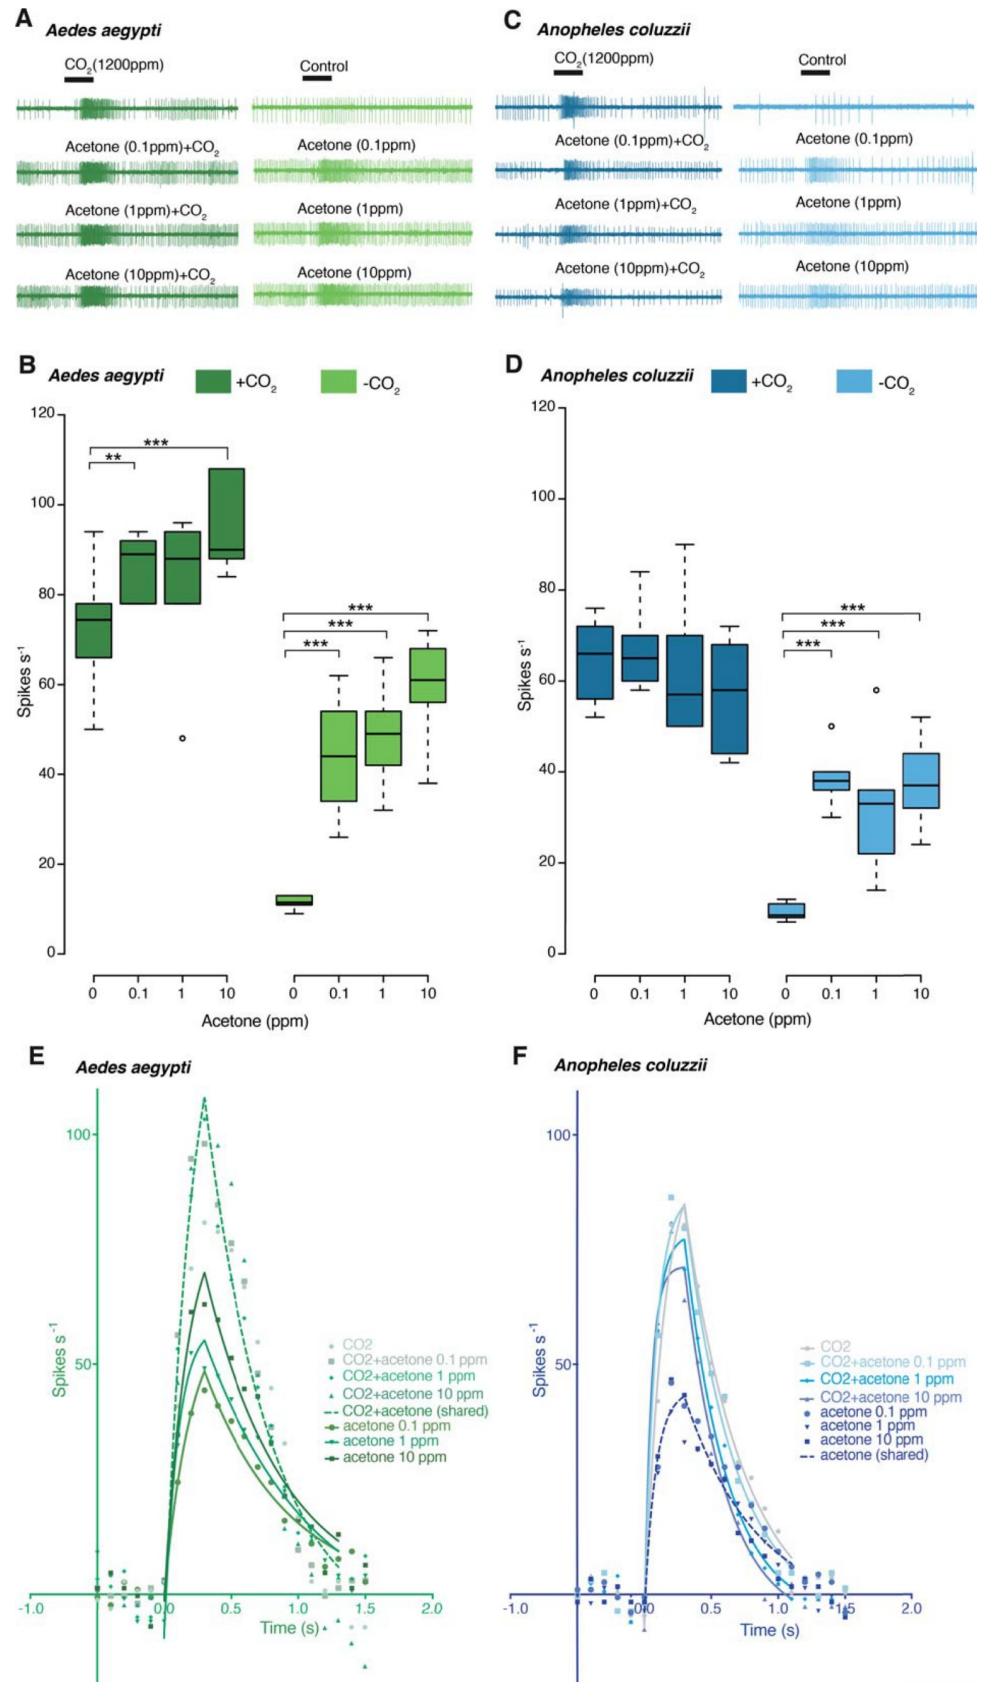 A
Aedes aegypti
CO2(1200ppm)
Control
Acetone (0.1ppm)+CO2
Acetone (0.1ppm)
Acetone (1ppm)+CO2
Acetone (1ppm)
Acetone (10ppm)+CO2
Acetone (10ppm)
C
Anopheles coluzzii
CO2(1200ppm)
Control
Acetone (0.1ppm)+CO2
Acetone (0.1ppm)
Acetone (1ppm)+CO2
Acetone (1ppm)
Acetone (10ppm)+CO2
Acetone (10ppm)
B
Aedes aegypti
+CO2
-CO2
120
100
80
60
40
20
0
Spikes s-1
***
**
***
***
***
0 0.1 1 10 0 0.1 1 10
Acetone (ppm)
D
Anopheles coluzzii
+CO2
-CO2
120
100
80
60
40
20
0
Spikes s-1
***
***
***
0 0.1 1 10 0 0.1 1 10
Acetone (ppm)
E
Aedes aegypti
100
50
Spikes s-1
CO2
CO2+acetone 0.1 ppm
CO2+acetone 1 ppm
CO2+acetone 10 ppm
CO2+acetone (shared)
acetone 0.1 ppm
acetone 1 ppm
acetone 10 ppm
-1.0 0.0 0.5 1.0 1.5 2.0
Time (s)
F
Anopheles coluzzii
100
50
Spikes s-1
CO2
CO2+acetone 0.1 ppm
CO2+acetone 1 ppm
CO2+acetone 10 ppm
acetone 0.1 ppm
acetone 1 ppm
acetone 10 ppm
acetone (shared)
-1.0 0.0 0.5 1.0 1.5 2.0
Time (s)